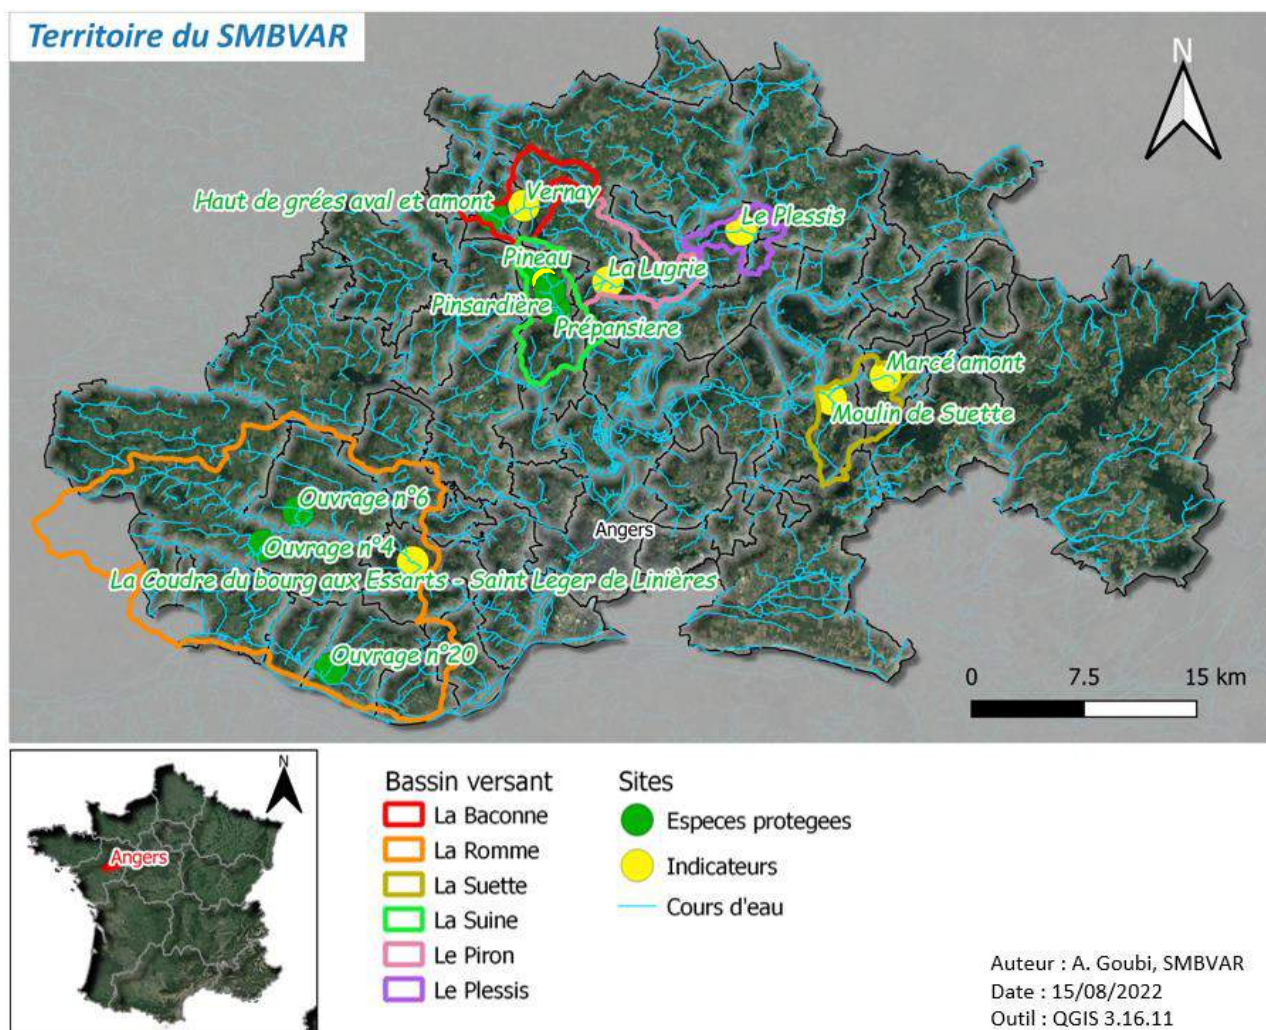 Territoire du SMBVAR
N
Haut de grées aval et amont
Vernay
Le Plessis
Pineau
La Lugrie
Pinsardière
Prépansiere
Marcé amont
Moulin de Suette
Ouvrage n°6
Angers
Ouvrage n°4
La Coudre du bourg aux Essarts - Saint Leger de Linières
Ouvrage n°20
0 7.5 15 km
N
Angers
Bassin versant
La Baconne
La Romme
La Suette
La Suine
Le Piron
Le Plessis
Sites
Especes protegees
Indicateurs
Cours d'eau
Auteur : A. Goubi, SMBVAR
Date : 15/08/2022
Outil : QGIS 3.16.11